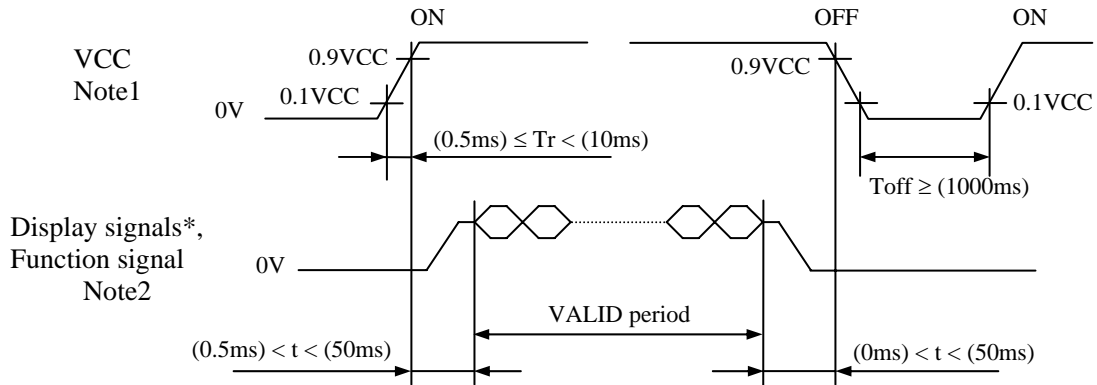 ON OFF ON
VCC
Note1
0.9VCC 0.9VCC
0.1VCC 0.1VCC
0V
(0.5ms) ≤ Tr < (10ms)
Toff ≥ (1000ms)
Display signals*,
Function signal
Note2
0V
VALID period
(0.5ms) < t < (50ms) (0ms) < t < (50ms)